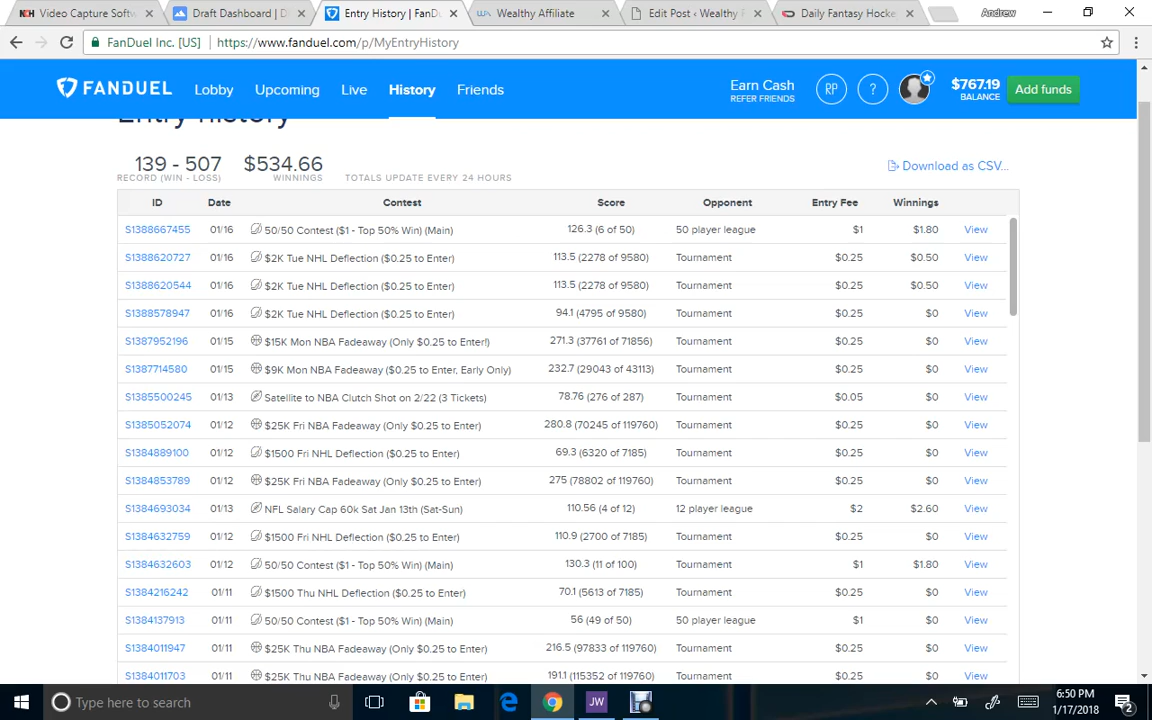 Video Capture Softw
Draft Dashboard | D
Entry History | FanDu
Wealthy Affiliate
Edit Post ‹ Wealthy
Daily Fantasy Hocke
Andrew
FanDuel Inc. [US] https://www.fanduel.com/p/MyEntryHistory
FANDUEL Lobby Upcoming Live History Friends Earn Cash REFER FRIENDS RP ? $767.19 BALANCE Add funds
Entry history
139 - 507 $534.66
RECORD (WIN - LOSS) WINNINGS TOTALS UPDATE EVERY 24 HOURS Download as CSV...
ID Date Contest Score Opponent Entry Fee Winnings
S1388667455 01/16 50/50 Contest ($1 - Top 50% Win) (Main) 126.3 (6 of 50) 50 player league $1 $1.80 View
S1388620727 01/16 $2K Tue NHL Deflection ($0.25 to Enter) 113.5 (2278 of 9580) Tournament $0.25 $0.50 View
S1388620544 01/16 $2K Tue NHL Deflection ($0.25 to Enter) 113.5 (2278 of 9580) Tournament $0.25 $0.50 View
S1388578947 01/16 $2K Tue NHL Deflection ($0.25 to Enter) 94.1 (4795 of 9580) Tournament $0.25 $0 View
S1387952196 01/15 $15K Mon NBA Fadeaway (Only $0.25 to Enter!) 271.3 (37761 of 71856) Tournament $0.25 $0 View
S1387714580 01/15 $9K Mon NBA Fadeaway ($0.25 to Enter, Early Only) 232.7 (29043 of 43113) Tournament $0.25 $0 View
S1385500245 01/13 Satellite to NBA Clutch Shot on 2/22 (3 Tickets) 78.76 (276 of 287) Tournament $0.05 $0 View
S1385052074 01/12 $25K Fri NBA Fadeaway (Only $0.25 to Enter) 280.8 (70245 of 119760) Tournament $0.25 $0 View
S1384889100 01/12 $1500 Fri NHL Deflection ($0.25 to Enter) 69.3 (6320 of 7185) Tournament $0.25 $0 View
S1384853789 01/12 $25K Fri NBA Fadeaway (Only $0.25 to Enter) 275 (78802 of 119760) Tournament $0.25 $0 View
S1384693034 01/13 NFL Salary Cap 60k Sat Jan 13th (Sat-Sun) 110.56 (4 of 12) 12 player league $2 $2.60 View
S1384632759 01/12 $1500 Fri NHL Deflection ($0.25 to Enter) 110.9 (2700 of 7185) Tournament $0.25 $0 View
S1384632603 01/12 50/50 Contest ($1 - Top 50% Win) (Main) 130.3 (11 of 100) Tournament $1 $1.80 View
S1384216242 01/11 $1500 Thu NHL Deflection ($0.25 to Enter) 70.1 (5613 of 7185) Tournament $0.25 $0 View
S1384137913 01/11 50/50 Contest ($1 - Top 50% Win) (Main) 56 (49 of 50) 50 player league $1 $0 View
S1384011947 01/11 $25K Thu NBA Fadeaway (Only $0.25 to Enter) 216.5 (97833 of 119760) Tournament $0.25 $0 View
S1384011703 01/11 $25K Thu NBA Fadeaway (Only $0.25 to Enter) 191.1 (115352 of 119760) Tournament $0.25 $0 View
Type here to search JW 6:50 PM
1/17/2018 2